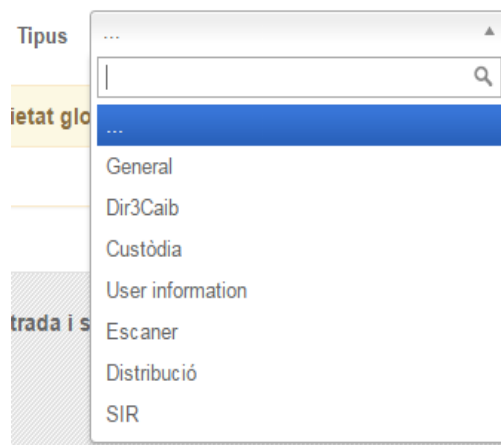 Tipus ...
ietat glo
...
General
Dir3Caib
Custòdia
User information
trada i s
Escaner
Distribució
SIR